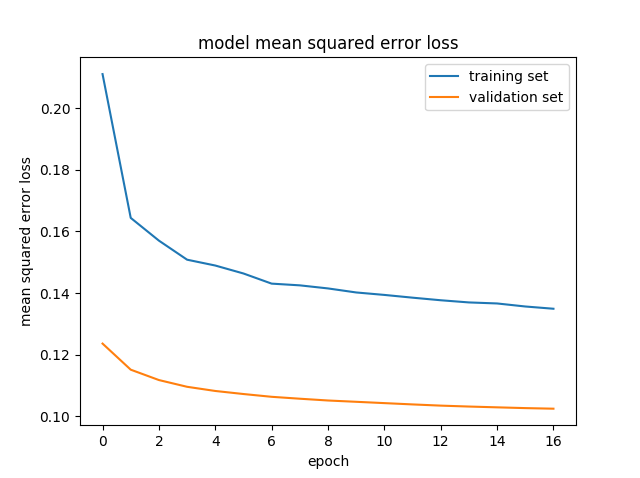 model mean squared error loss
training set
validation set
0.20
0.18
0.16
0.14
0.12
0.10
mean squared error loss
0 2 4 6 8 10 12 14 16
epoch